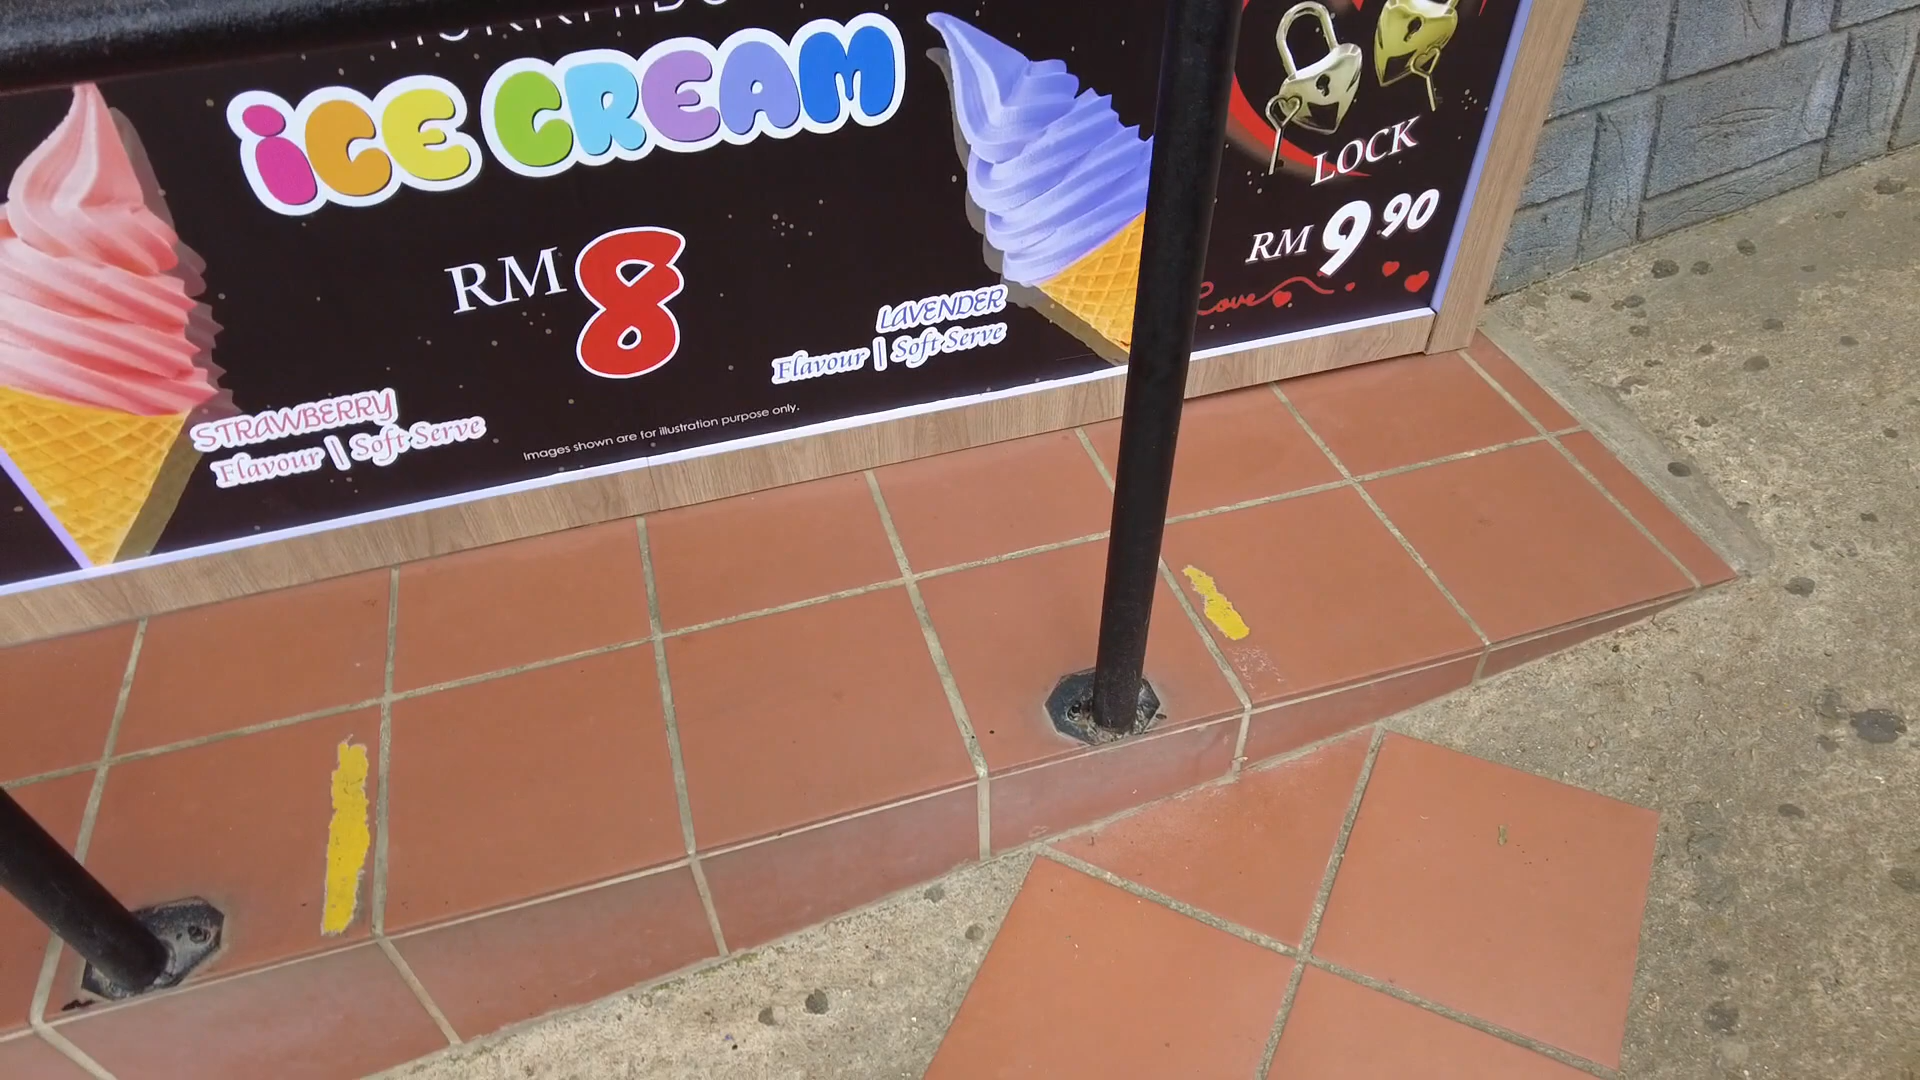 ICE CREAM
RM 8
STRAWBERRY
Flavour | Soft Serve
LAVENDER
Flavour | Soft Serve
Images shown are for illustration purpose only.
LOCK
RM 9.90
Love